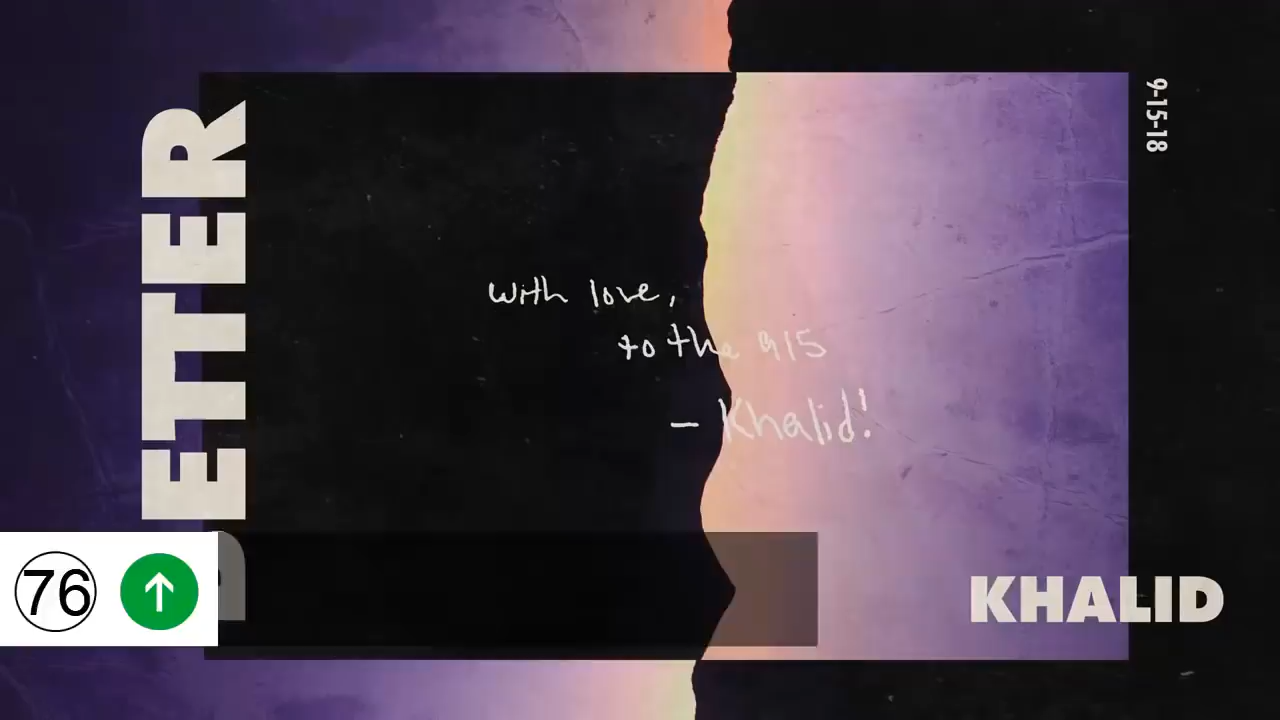 BETTER
9-15-18
with love,
to the 915
- Khalid!
76
KHALID